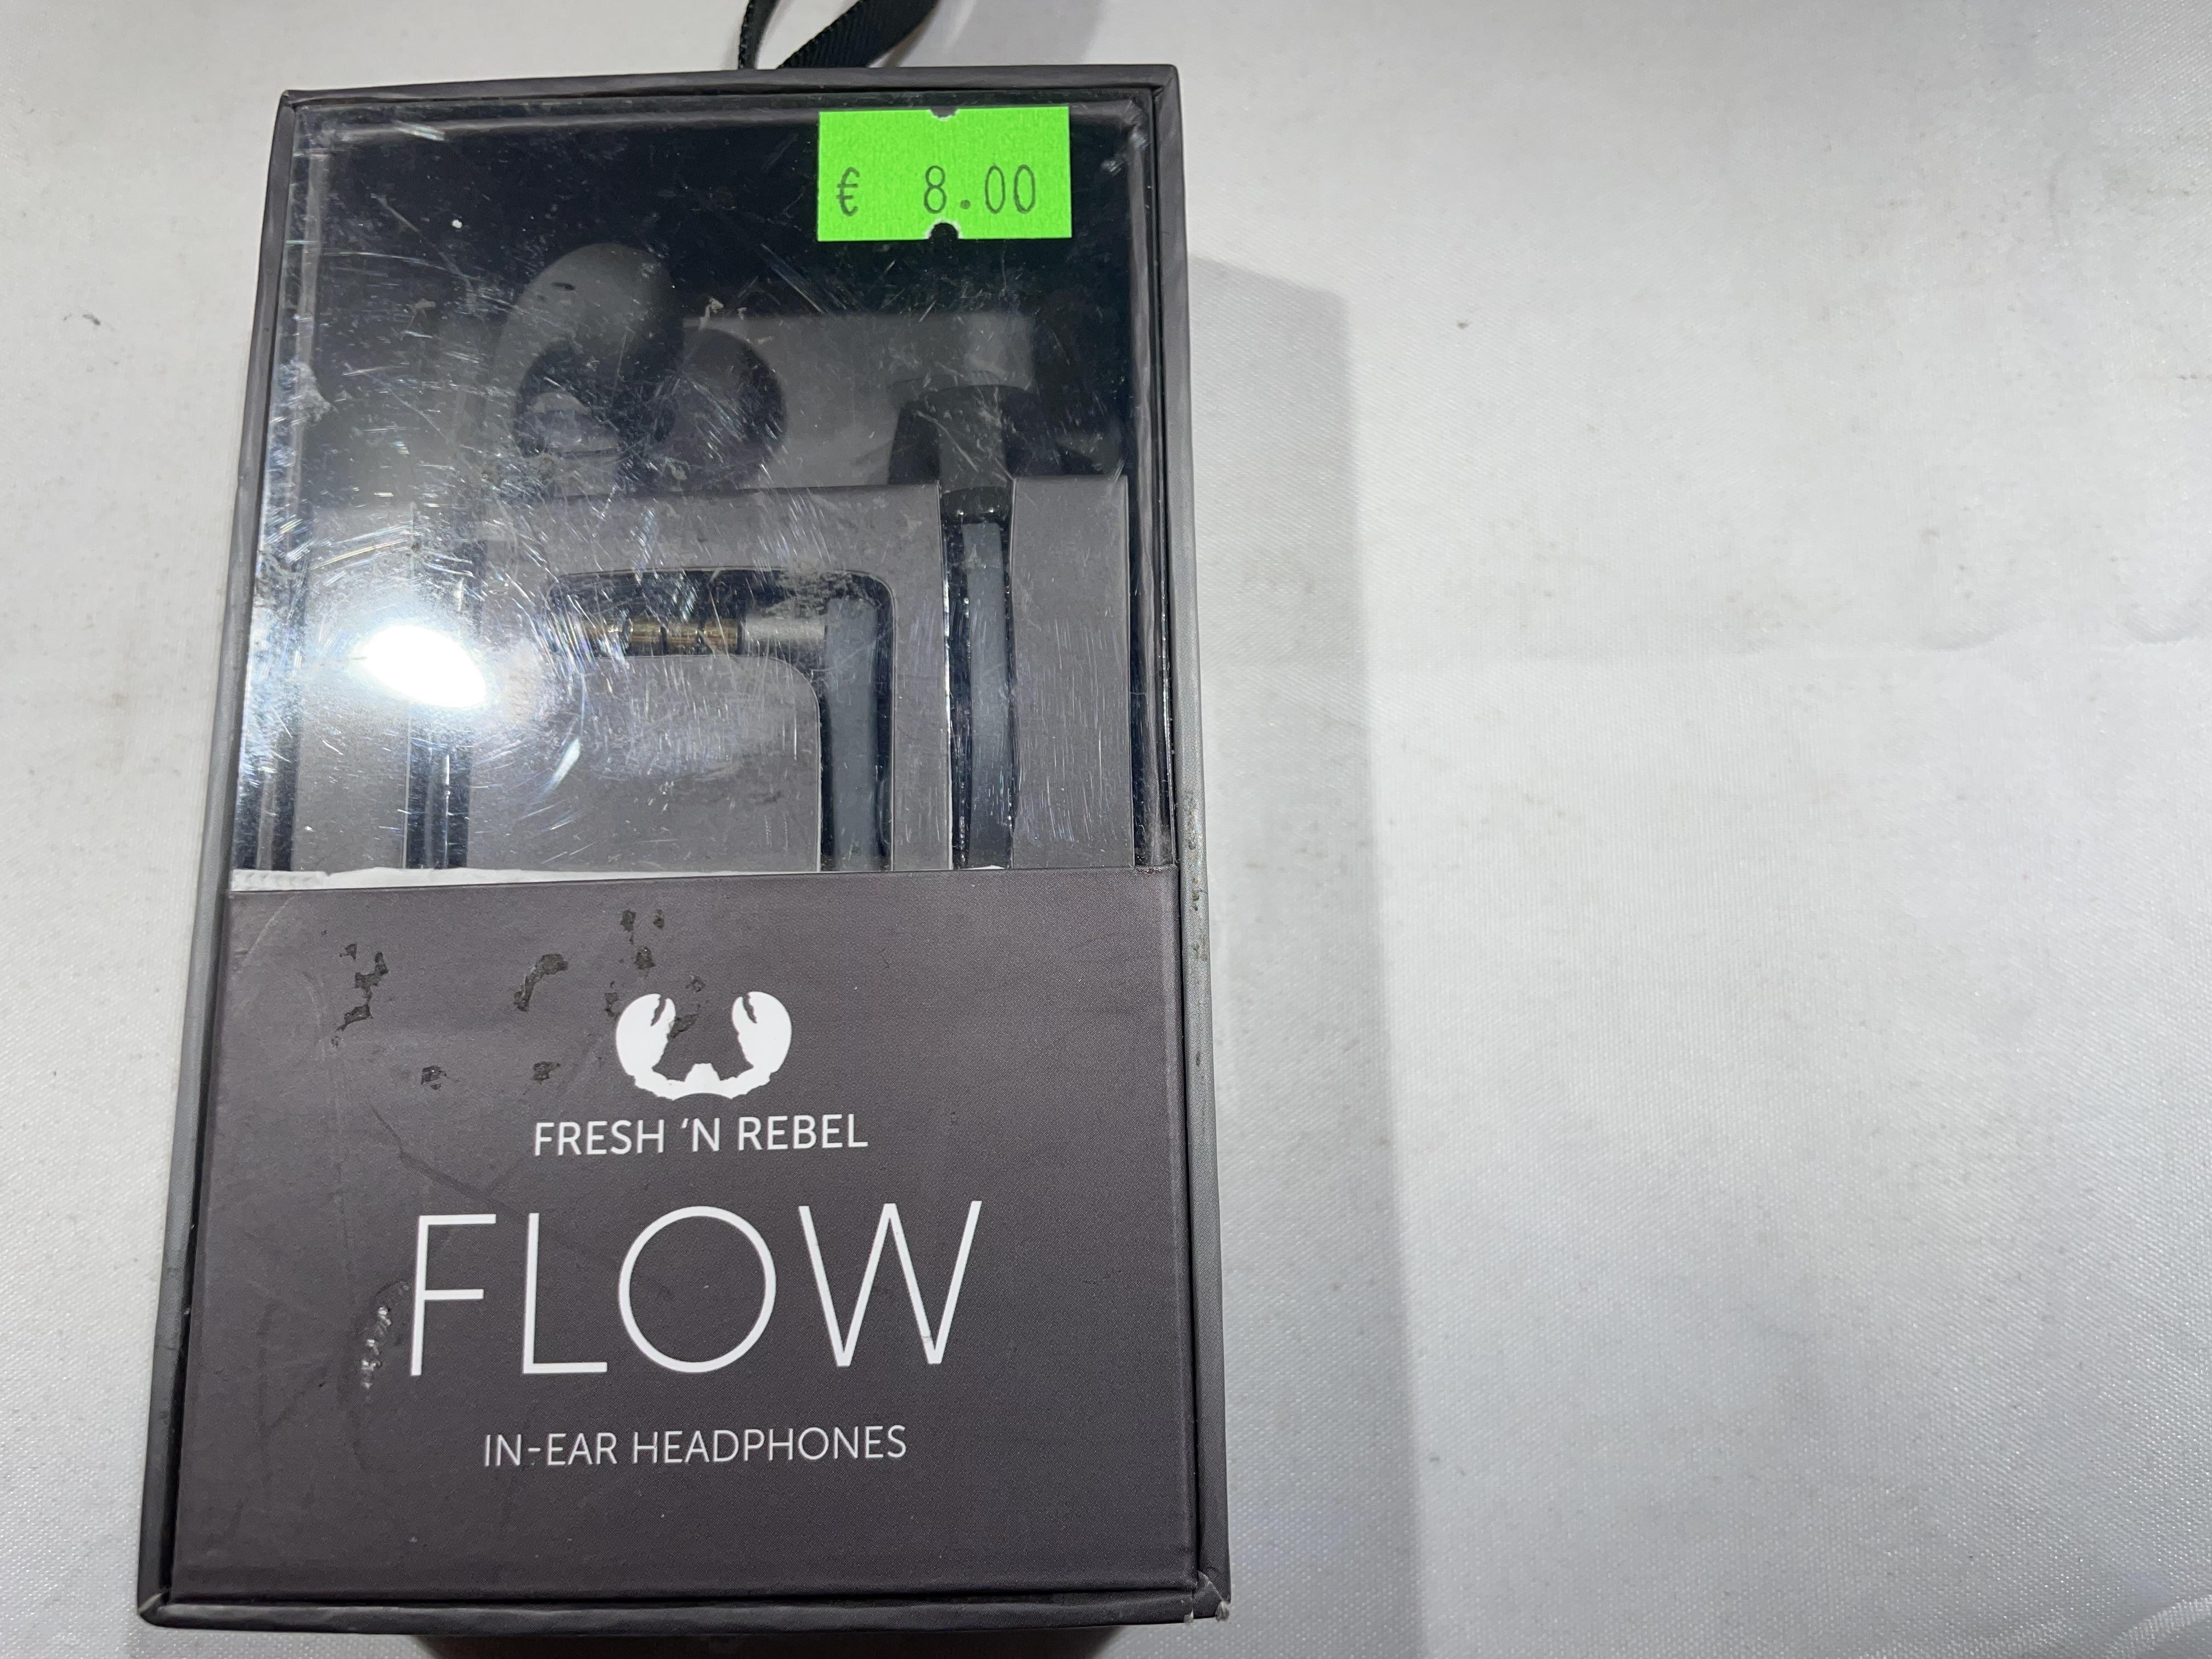 € 8.00
FRESH ‘N REBEL
FLOW
IN-EAR HEADPHONES